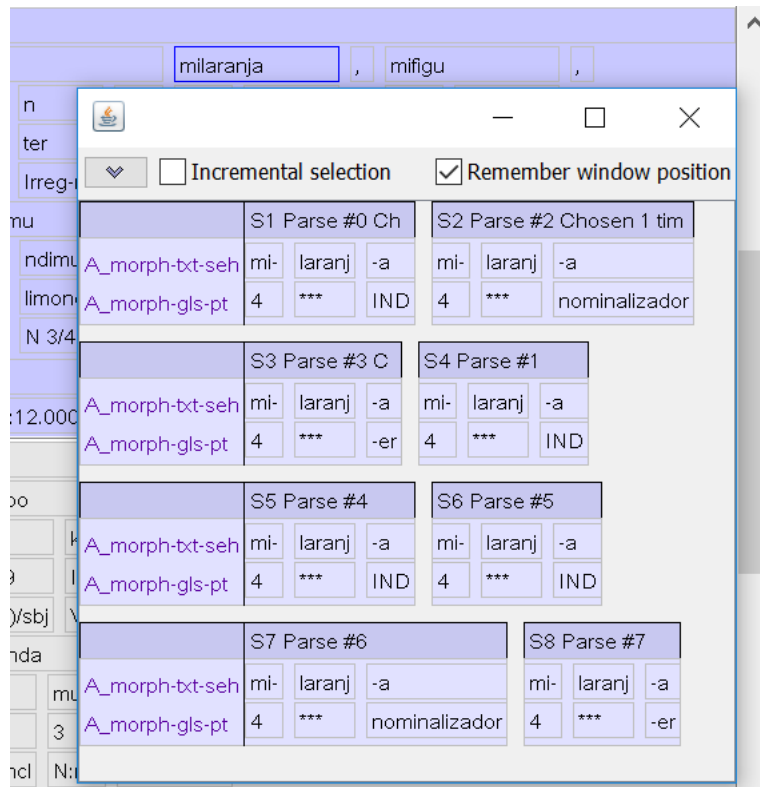 milaranja , mifigu ,
n
ter
Irreg-
mu
ndimu
N 3/4
:12.000
Incremental selection Remember window position
S1 Parse #0 Ch S2 Parse #2 Chosen 1 tim
A_morph-txt-seh mi- laranj -a mi- laranj -a
A_morph-gls-pt 4 *** IND 4 *** nominalizador
S3 Parse #3 C S4 Parse #1
A_morph-txt-seh mi- laranj -a mi- laranj -a
A_morph-gls-pt 4 *** -er 4 *** IND
S5 Parse #4 S6 Parse #5
A_morph-txt-seh mi- laranj -a mi- laranj -a
A_morph-gls-pt 4 *** IND 4 *** IND
S7 Parse #6 S8 Parse #7
A_morph-txt-seh mi- laranj -a mi- laranj -a
A_morph-gls-pt 4 *** nominalizador 4 *** -er
)/sbj
nda
mu
3
ncl N: